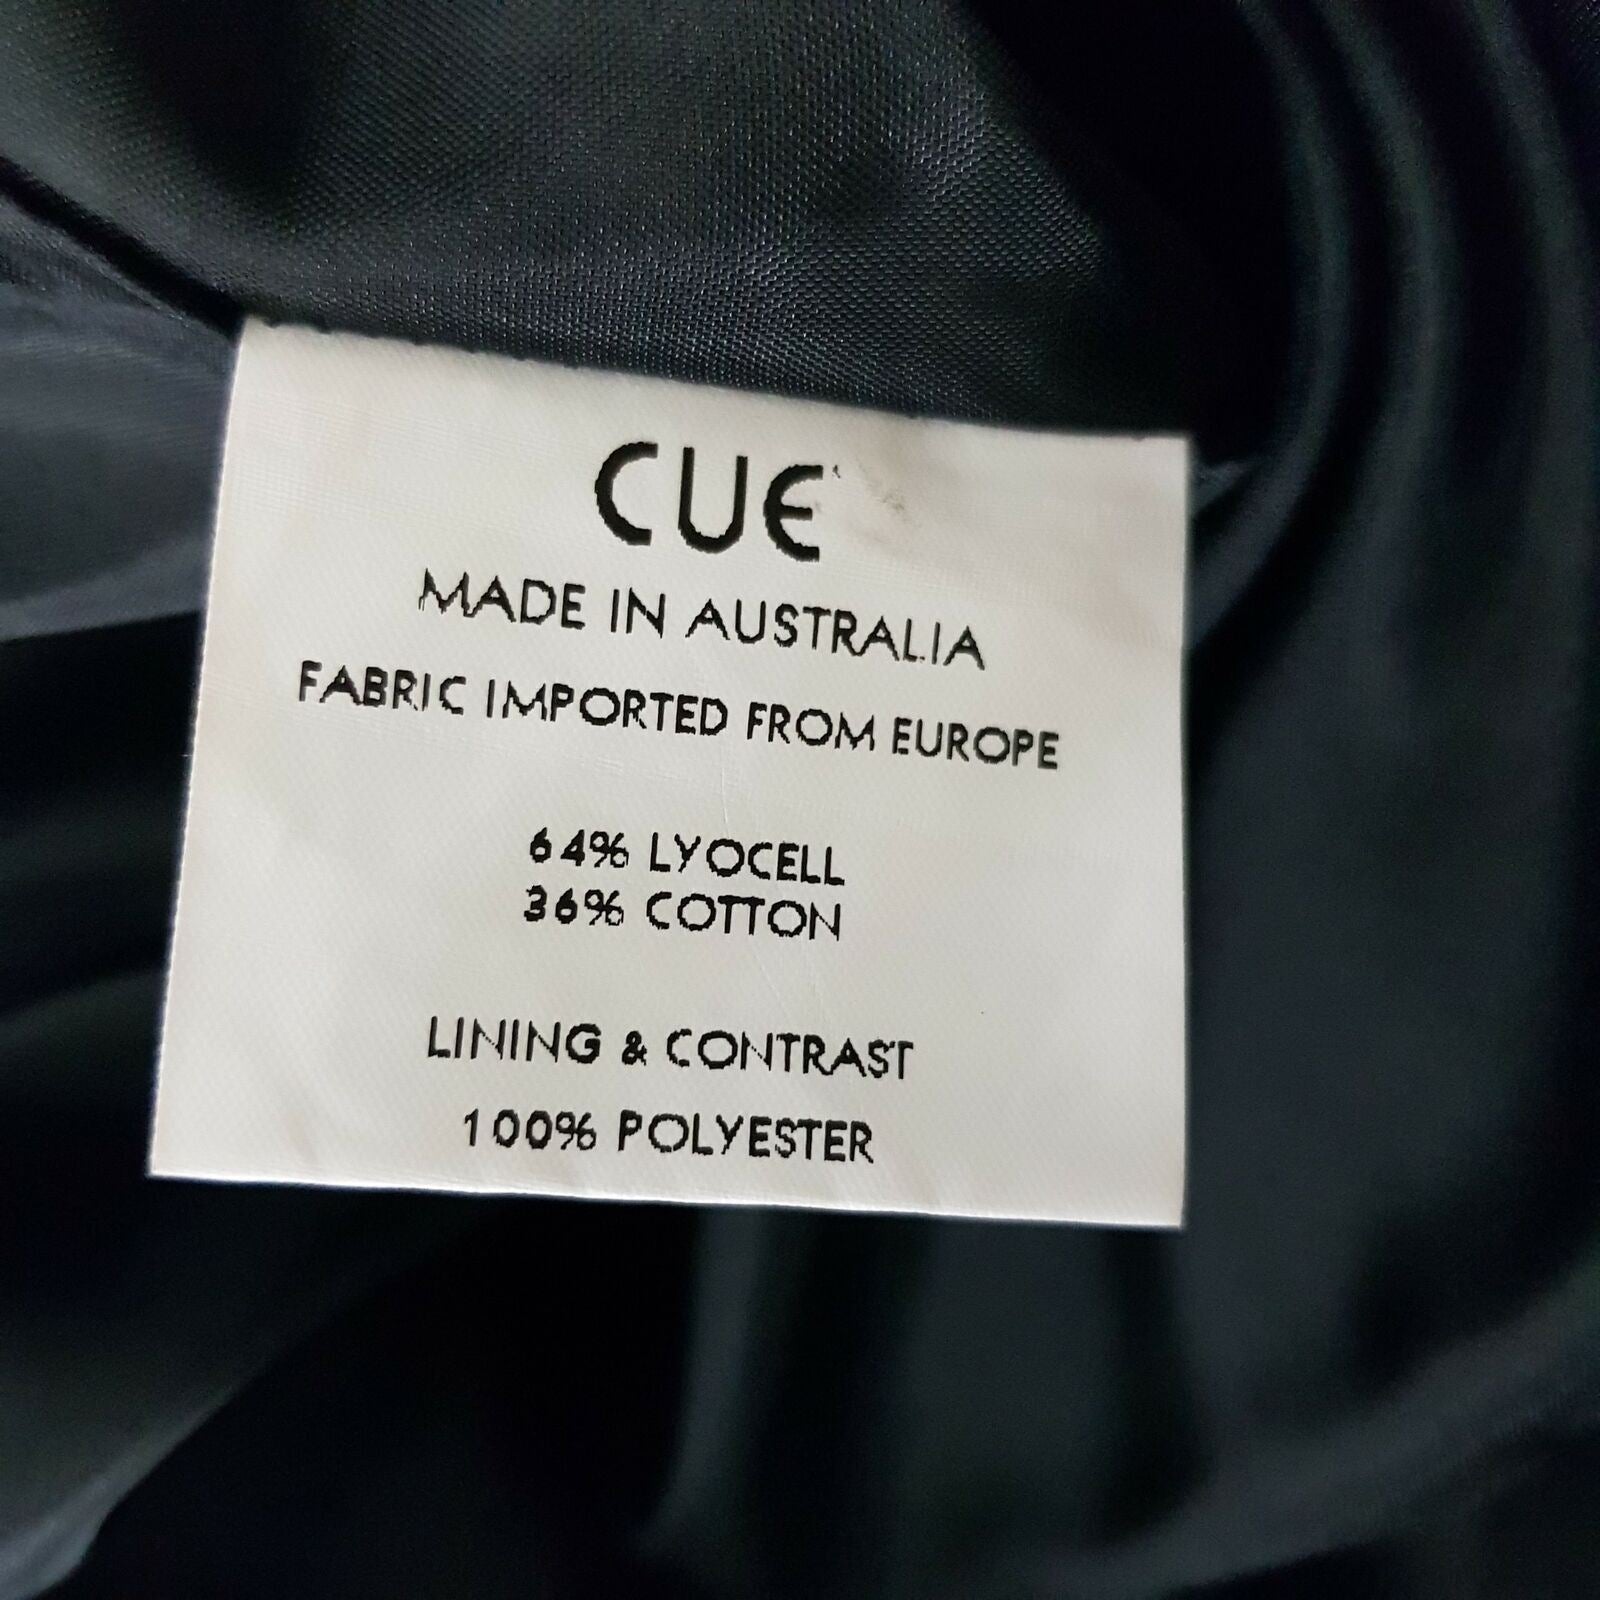 CUE
MADE IN AUSTRALIA
FABRIC IMPORTED FROM EUROPE
64% LYOCELL
36% COTTON
LINING & CONTRAST
100% POLYESTER